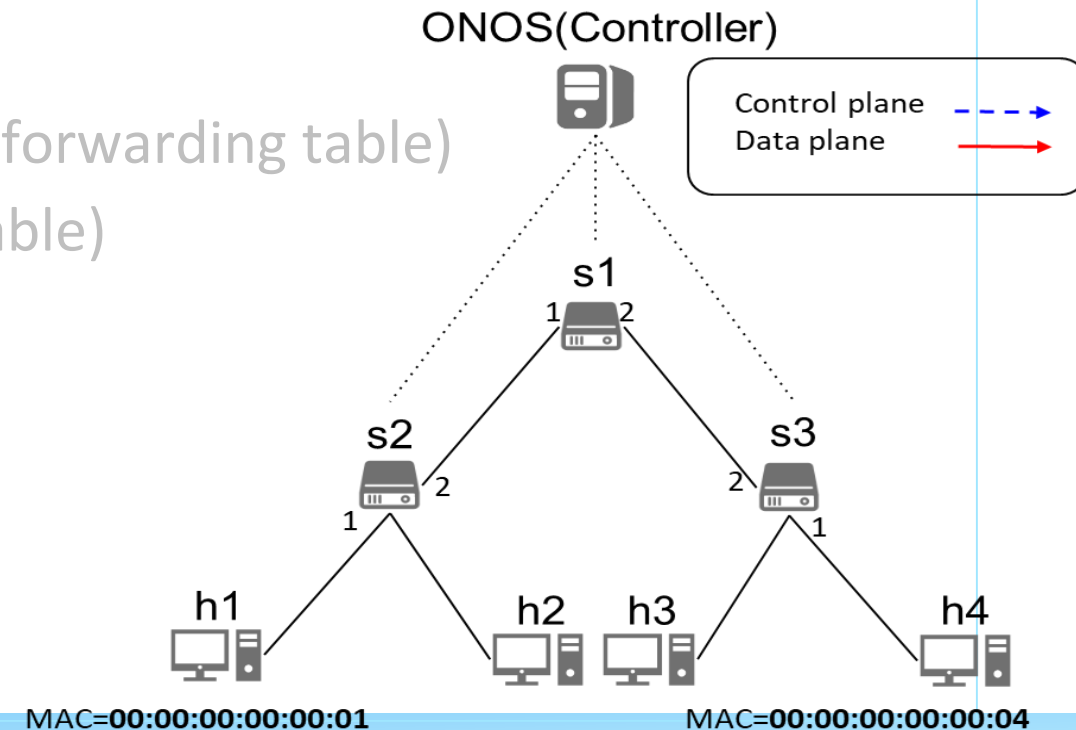 ONOS(Controller)
Control plane
Data plane
forwarding table)
able)
s1
1 2
s2
s3
2
2
1
1
h1
h2
h3
h4
MAC=00:00:00:00:00:01
MAC=00:00:00:00:00:04